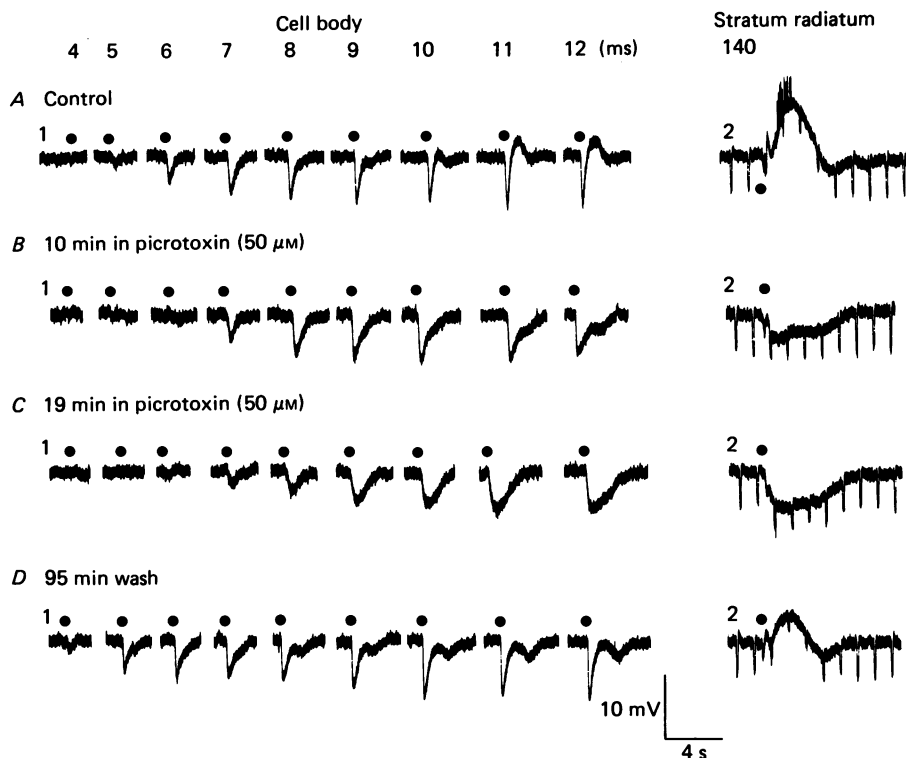 Cell body
Stratum radiatum
4 5 6 7 8 9 10 11 12 (ms)
140
A Control
1
2
B 10 min in picrotoxin (50 μM)
1
2
C 19 min in picrotoxin (50 μM)
1
2
D 95 min wash
1
2
10 mV
4 s